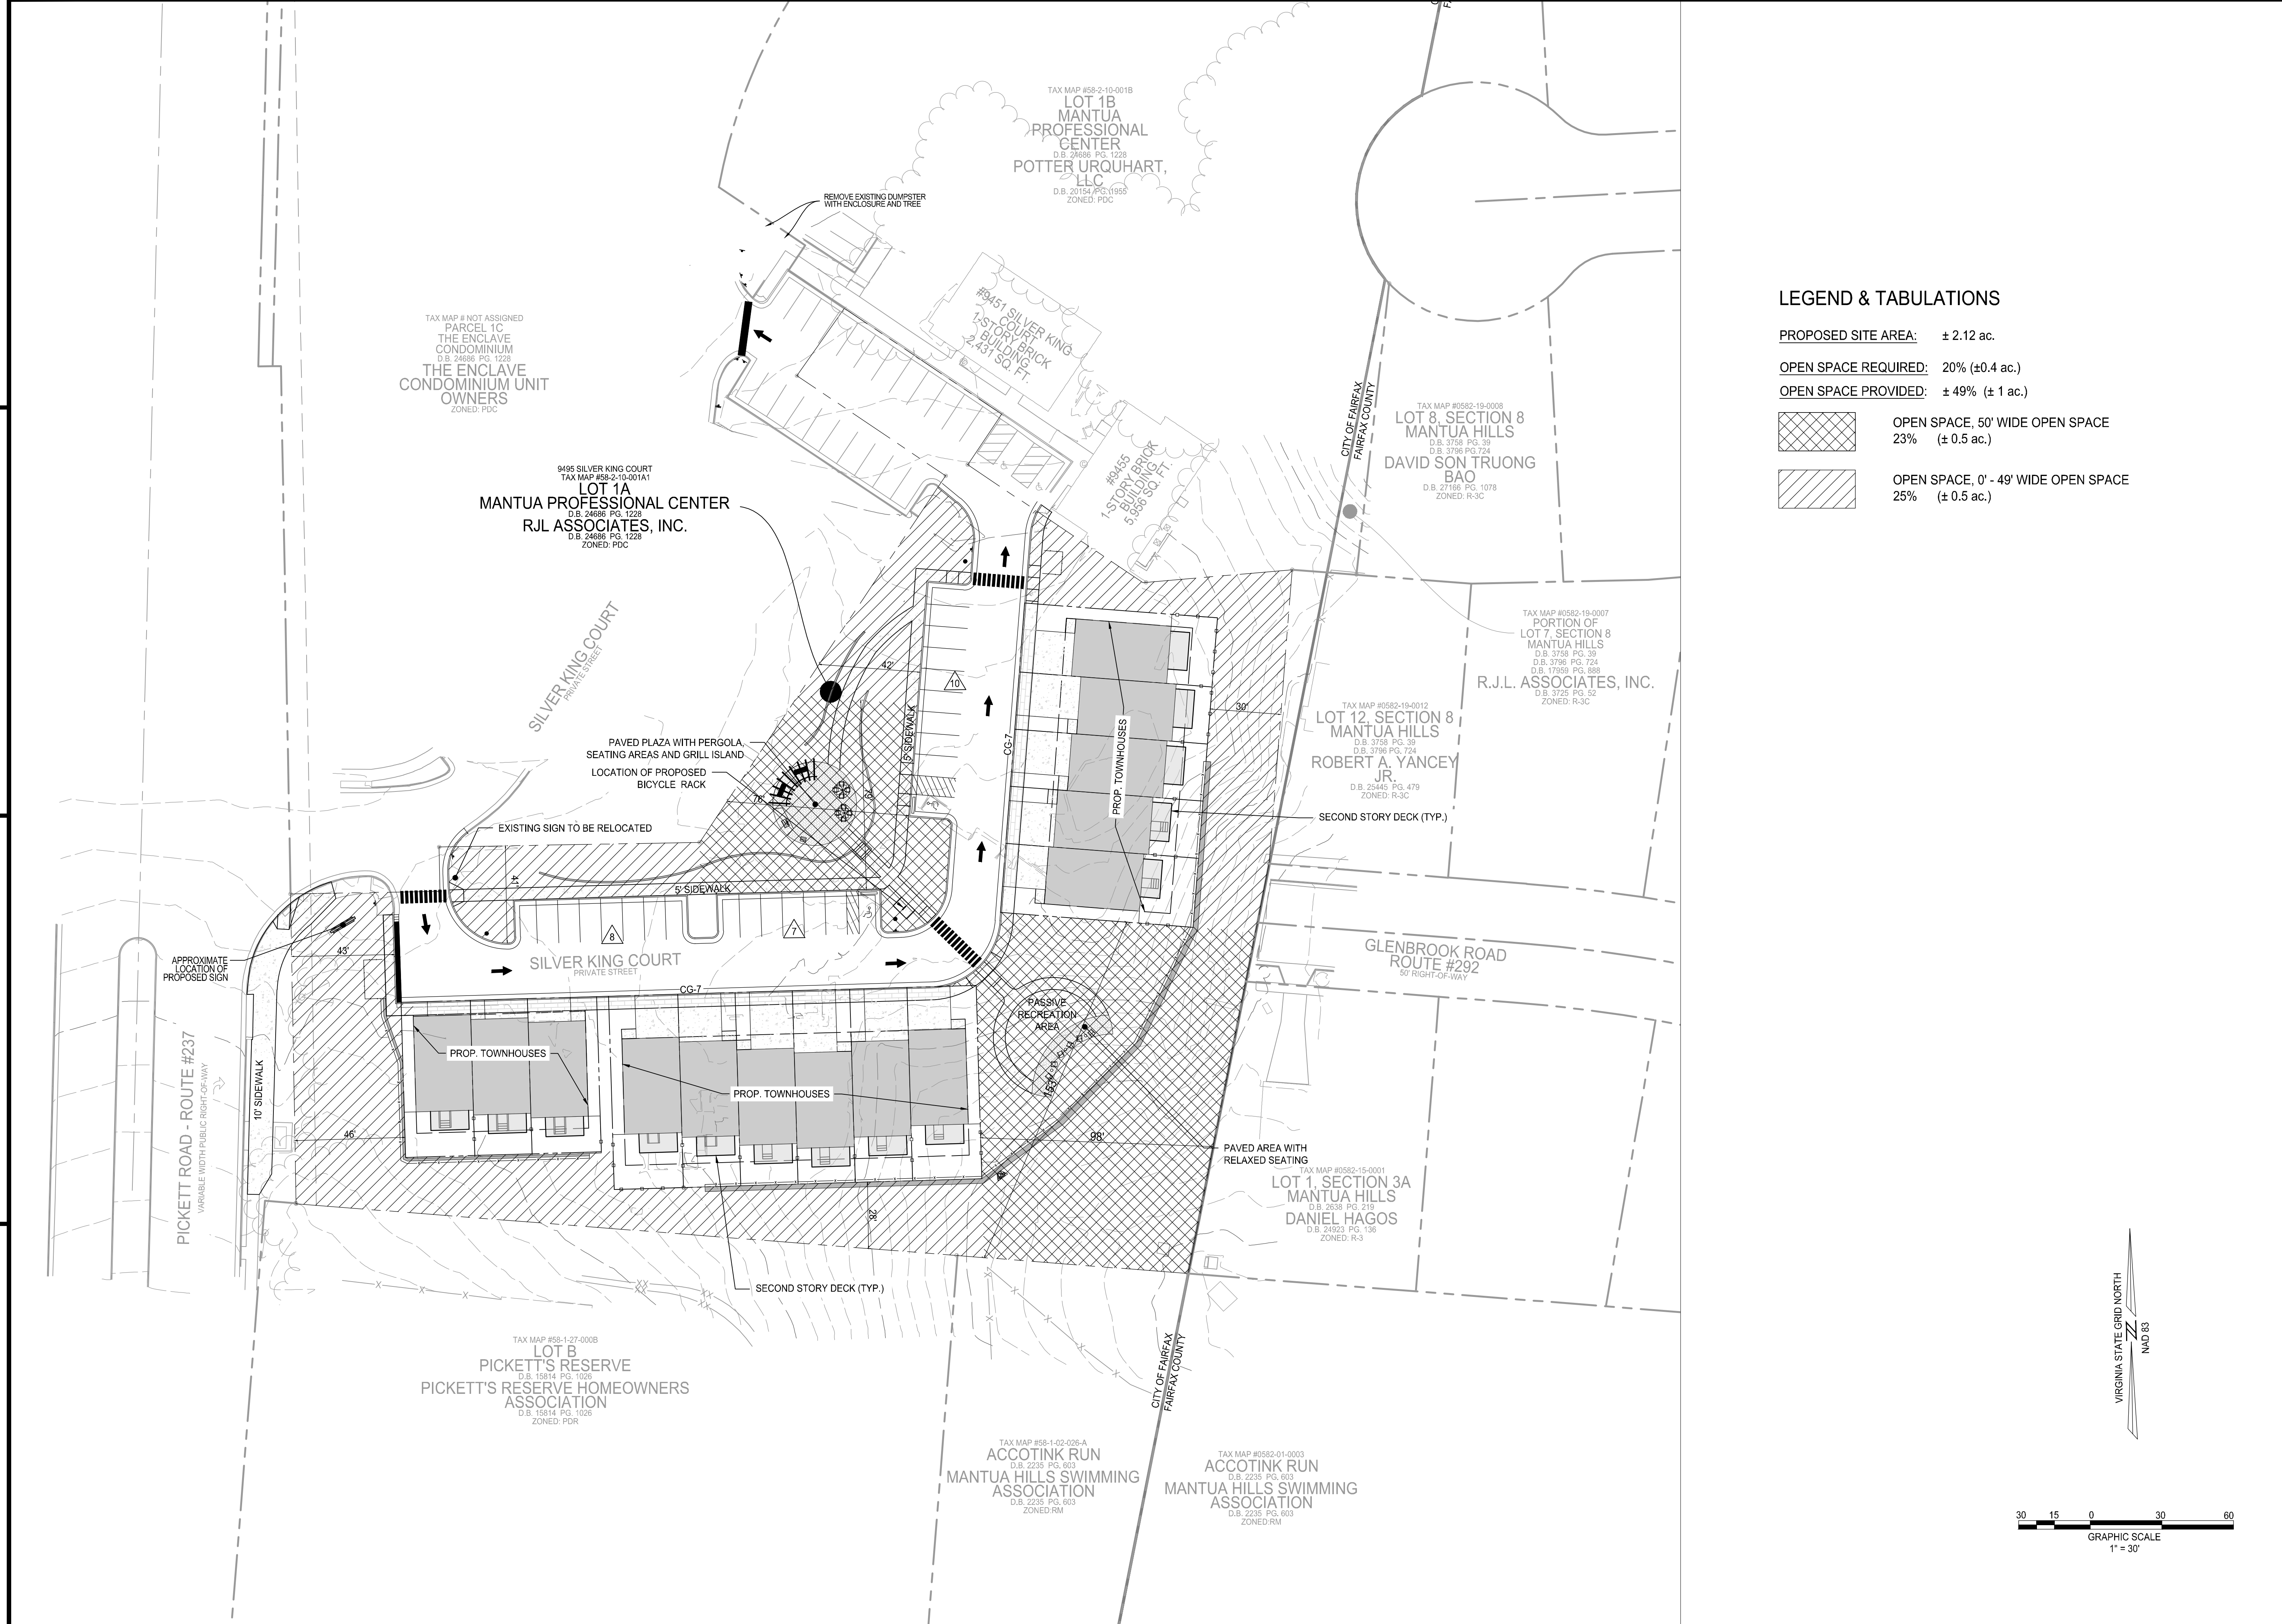 TAX MAP #58-2-10-001B
LOT 1B
MANTUA
PROFESSIONAL
CENTER
D.B. 24686 PG. 1228
POTTER URQUHART,
LLC
D.B. 20154 PG. 1955
ZONED: PDC
REMOVE EXISTING DUMPSTER
WITH ENCLOSURE AND TREE
#9451 SILVER KING
COURT
1-STORY BRICK
BUILDING
2,431 SQ. FT.
#9455
1-STORY BRICK
BUILDING
5,956 SQ. FT.
TAX MAP # NOT ASSIGNED
PARCEL 1C
THE ENCLAVE
CONDOMINIUM
D.B. 24686 PG. 1228
THE ENCLAVE
CONDOMINIUM UNIT
OWNERS
ZONED: PDC
9495 SILVER KING COURT
TAX MAP #58-2-10-001A1
LOT 1A
MANTUA PROFESSIONAL CENTER
D.B. 24686 PG. 1228
RJL ASSOCIATES, INC.
D.B. 24686 PG. 1228
ZONED: PDC
CITY OF FAIRFAX
FAIRFAX COUNTY
TAX MAP #0582-19-0008
LOT 8, SECTION 8
MANTUA HILLS
D.B. 3758 PG. 39
D.B. 3796 PG.724
DAVID SON TRUONG
BAO
D.B. 27166 PG. 1078
ZONED: R-3C
TAX MAP #0582-19-0007
PORTION OF
LOT 7, SECTION 8
MANTUA HILLS
D.B. 3758 PG. 39
D.B. 3796 PG. 724
D.B. 17959 PG. 888
R.J.L. ASSOCIATES, INC.
D.B. 3725 PG. 52
ZONED: R-3C
TAX MAP #0582-19-0012
LOT 12, SECTION 8
MANTUA HILLS
D.B. 3758 PG. 39
D.B. 3796 PG. 724
ROBERT A. YANCEY
JR.
D.B. 25445 PG. 479
ZONED: R-3C
SILVER KING COURT
PRIVATE STREET
42'
10
5' SIDEWALK
CG-7
30'
PROP. TOWNHOUSES
PAVED PLAZA WITH PERGOLA,
SEATING AREAS AND GRILL ISLAND
LOCATION OF PROPOSED
BICYCLE RACK
76'
79'
SECOND STORY DECK (TYP.)
EXISTING SIGN TO BE RELOCATED
41'
5' SIDEWALK
8
7
SILVER KING COURT
PRIVATE STREET
CG-7
43'
APPROXIMATE
LOCATION OF
PROPOSED SIGN
GLENBROOK ROAD
ROUTE #292
50' RIGHT-OF-WAY
PASSIVE
RECREATION
AREA
153'
PICKETT ROAD - ROUTE #237
VARIABLE WIDTH PUBLIC RIGHT-OF-WAY
10' SIDEWALK
PROP. TOWNHOUSES
PROP. TOWNHOUSES
46'
98'
28'
PAVED AREA WITH
RELAXED SEATING
TAX MAP #0582-15-0001
LOT 1, SECTION 3A
MANTUA HILLS
D.B. 2638 PG. 219
DANIEL HAGOS
D.B. 24923 PG. 136
ZONED: R-3
SECOND STORY DECK (TYP.)
TAX MAP #58-1-27-000B
LOT B
PICKETT'S RESERVE
D.B. 15814 PG. 1026
PICKETT'S RESERVE HOMEOWNERS
ASSOCIATION
D.B. 15814 PG. 1026
ZONED: PDR
CITY OF FAIRFAX
FAIRFAX COUNTY
TAX MAP #58-1-02-026-A
ACCOTINK RUN
D.B. 2235 PG. 603
MANTUA HILLS SWIMMING
ASSOCIATION
D.B. 2235 PG. 603
ZONED:RM
TAX MAP #0582-01-0003
ACCOTINK RUN
D.B. 2235 PG. 603
MANTUA HILLS SWIMMING
ASSOCIATION
D.B. 2235 PG. 603
ZONED:RM
LEGEND & TABULATIONS
PROPOSED SITE AREA: ± 2.12 ac.
OPEN SPACE REQUIRED: 20% (±0.4 ac.)
OPEN SPACE PROVIDED: ± 49% (± 1 ac.)
OPEN SPACE, 50' WIDE OPEN SPACE
23% (± 0.5 ac.)
OPEN SPACE, 0' - 49' WIDE OPEN SPACE
25% (± 0.5 ac.)
VIRGINIA STATE GRID NORTH
NAD 83
30 15 0 30 60
GRAPHIC SCALE
1" = 30'